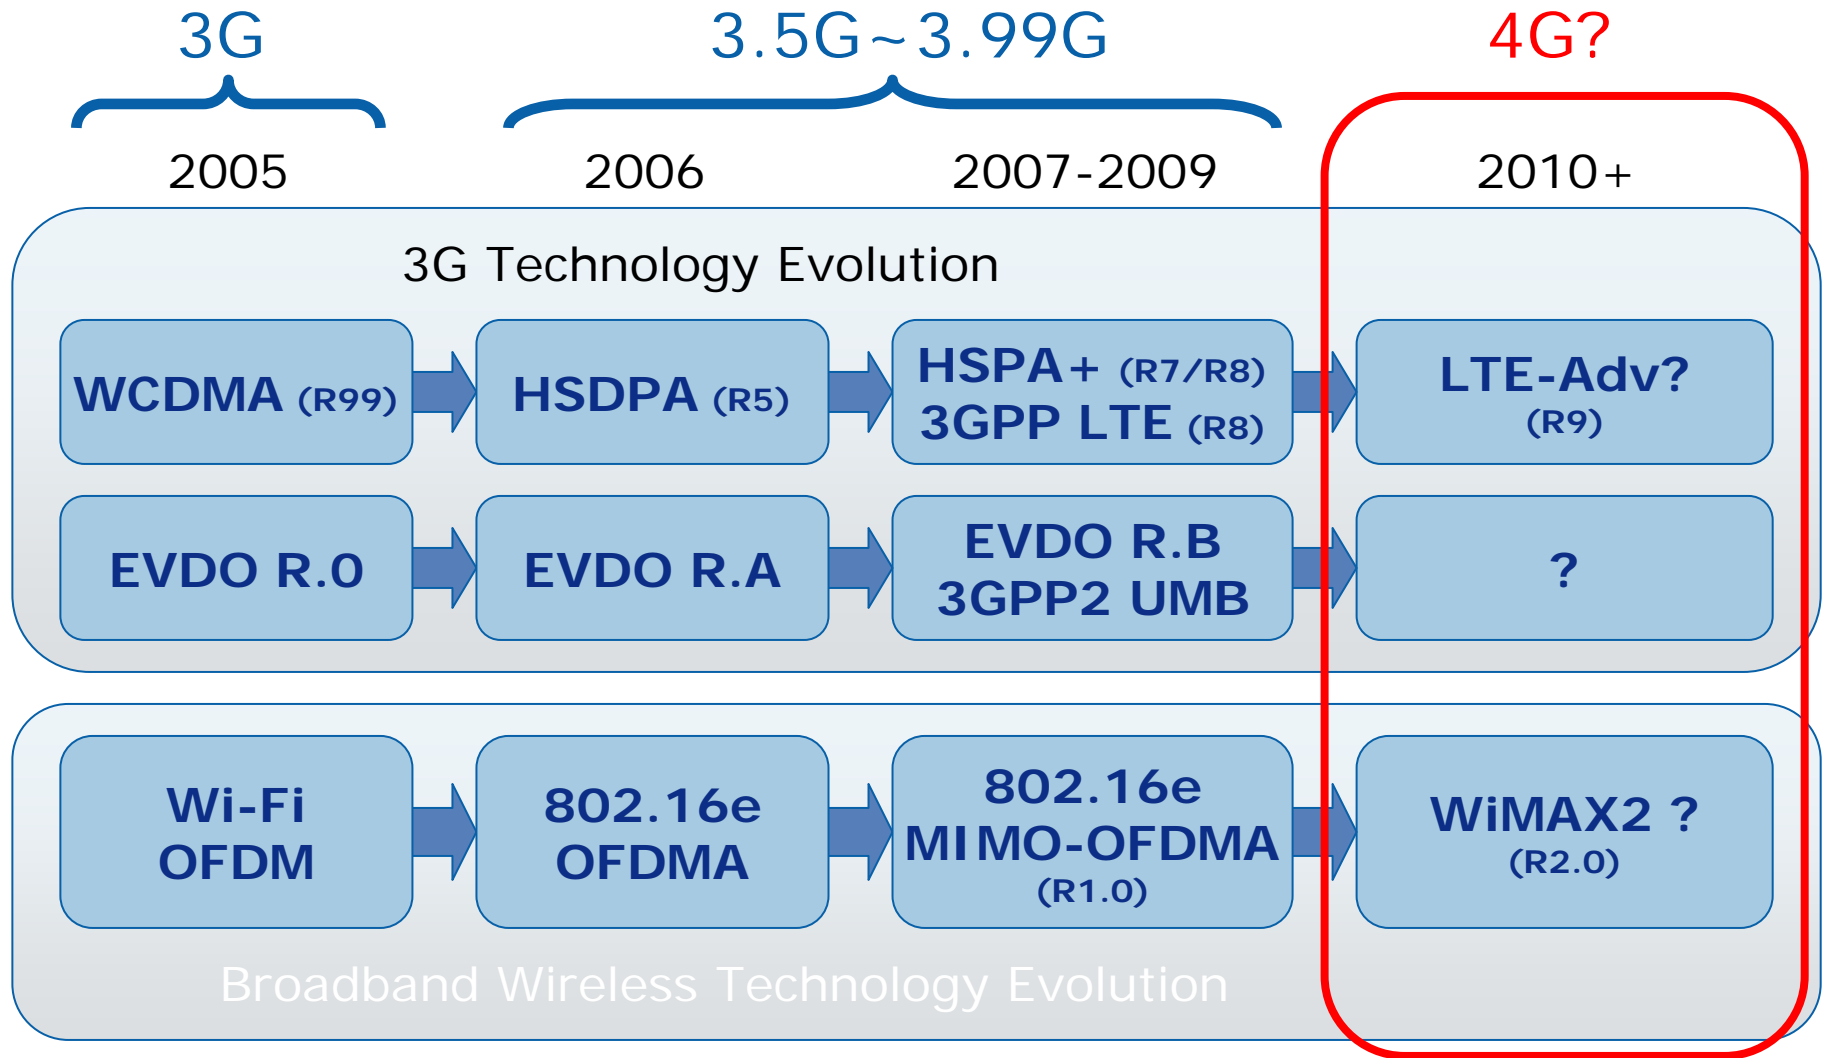 3G
3.5G~3.99G
4G?
2005
2006
2007-2009
2010+
3G Technology Evolution
WCDMA (R99)
HSDPA (R5)
HSPA+ (R7/R8)
3GPP LTE (R8)
LTE-Adv?
(R9)
EVDO R.0
EVDO R.A
EVDO R.B
3GPP2 UMB
?
Wi-Fi
OFDM
802.16e
OFDMA
802.16e
MIMO-OFDMA
(R1.0)
WiMAX2 ?
(R2.0)
Broadband Wireless Technology Evolution